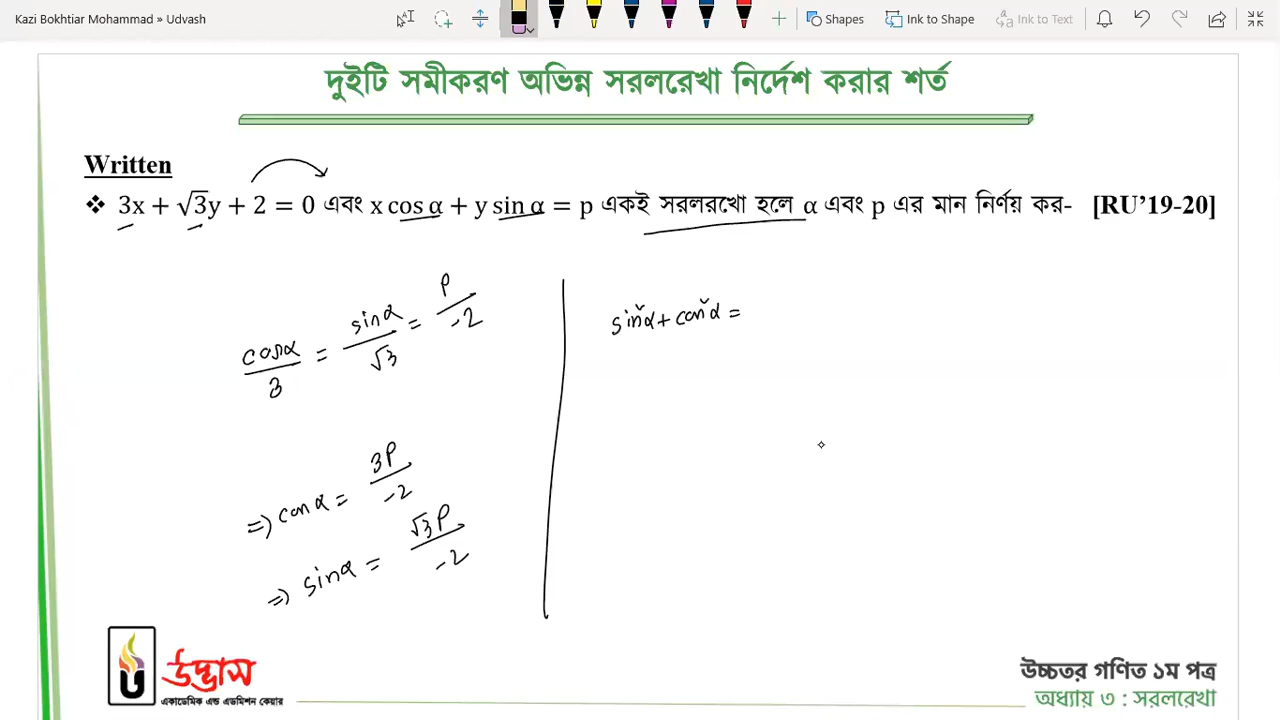 Kazi Bokhtiar Mohammad » Udvash
Shapes
Ink to Shape
Ink to Text
দুইটি সমীকরণ অভিন্ন সরলরেখা নির্দেশ করার শর্ত
Written
❖ 3x + √3y + 2 = 0 এবং x cos α + y sin α = p একই সরলরখো হলে α এবং p এর মান নির্ণয় কর- [RU’19-20]
cosα/3 = sinα/√3 = P/-2
sin²α + cos²α =
=> cosα = 3P/-2
=> sinα = √3P/-2
উদ্ভাস
একাডেমিক এন্ড এডমিশন কেয়ার
উচ্চতর গণিত ১ম পত্র
অধ্যায় ৩ : সরলরেখা